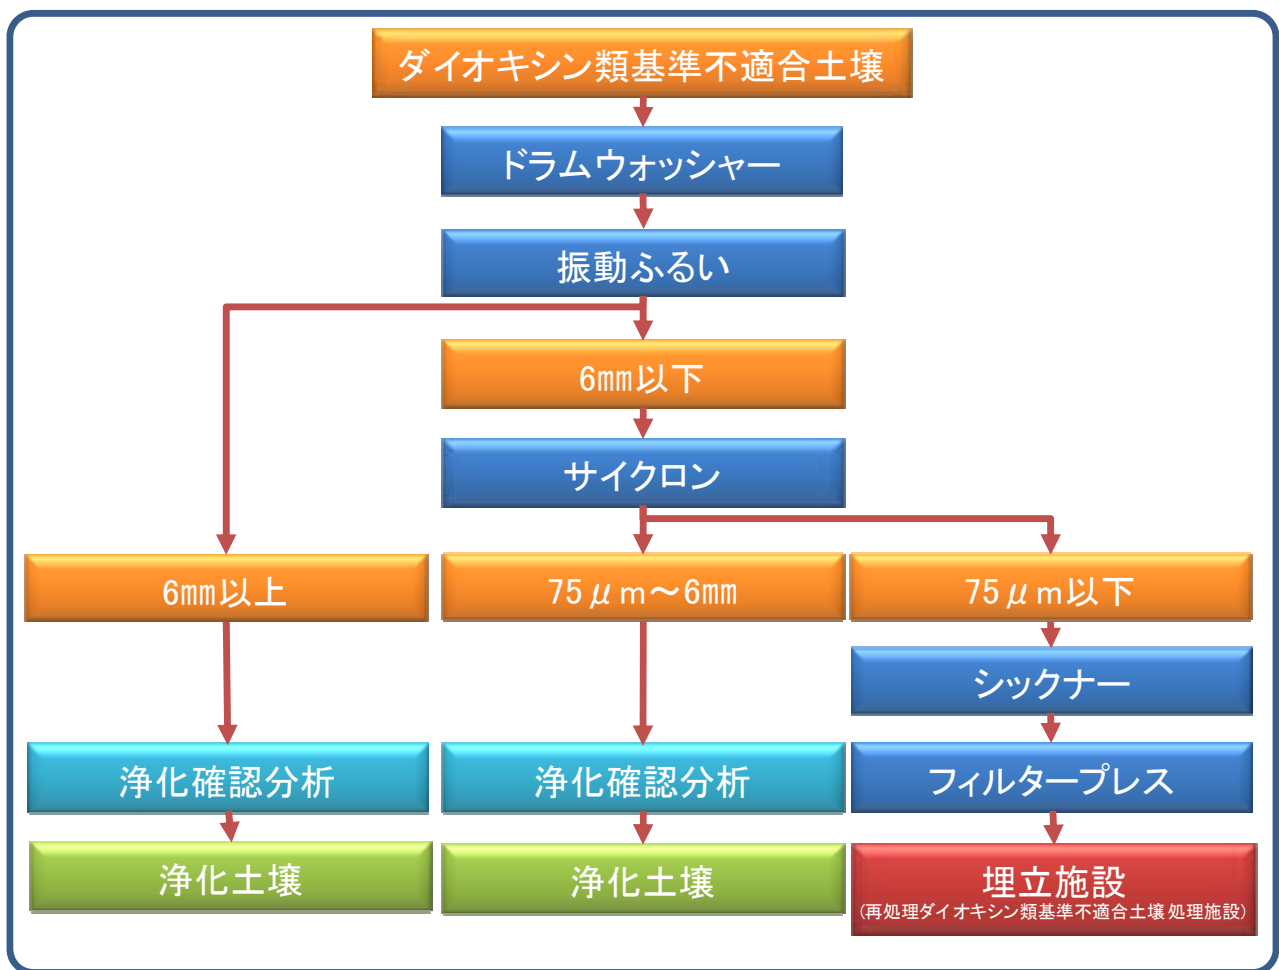 ダイオキシン類基準不適合土壌
ドラムウォッシャー
振動ふるい
6mm以下
サイクロン
6mm以上
75μm～6mm
75μm以下
シックナー
浄化確認分析
浄化確認分析
フィルタープレス
浄化土壌
浄化土壌
埋立施設
(再処理ダイオキシン類基準不適合土壌処理施設)